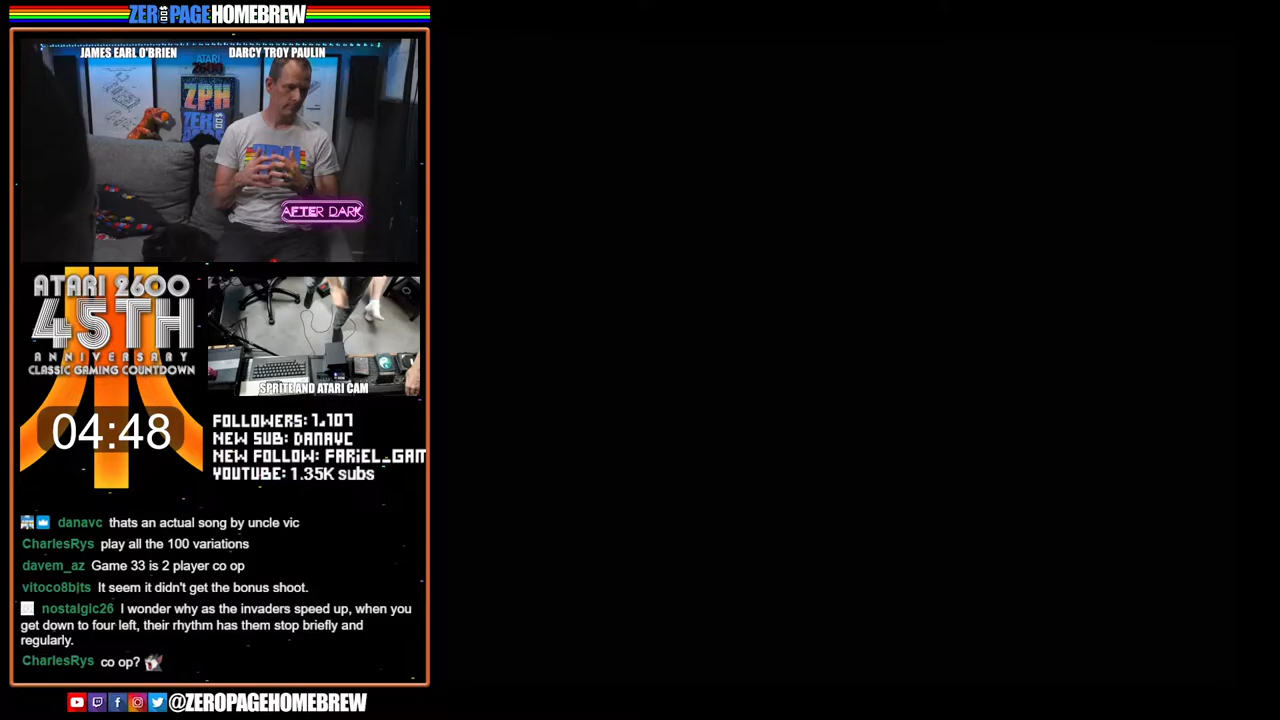 ZERO PAGE HOMEBREW
JAMES EARL O'BRIEN
DARCY TROY PAULIN
ATARI
2600
ZPH
ZERO
AFTER DARK
ATARI 2600
45TH
ANNIVERSARY
CLASSIC GAMING COUNTDOWN
04:48
SPRITE AND ATARI CAM
FOLLOWERS: 1,107
NEW SUB: DANAVC
NEW FOLLOW: FARIEL_GAM
YOUTUBE: 1.35K subs
danavc thats an actual song by uncle vic
CharlesRys play all the 100 variations
davem_az Game 33 is 2 player co op
vitoco8bits It seem it didn't get the bonus shoot.
nostalgic26 I wonder why as the invaders speed up, when you
get down to four left, their rhythm has them stop briefly and
regularly.
CharlesRys co op?
@ZEROPAGEHOMEBREW